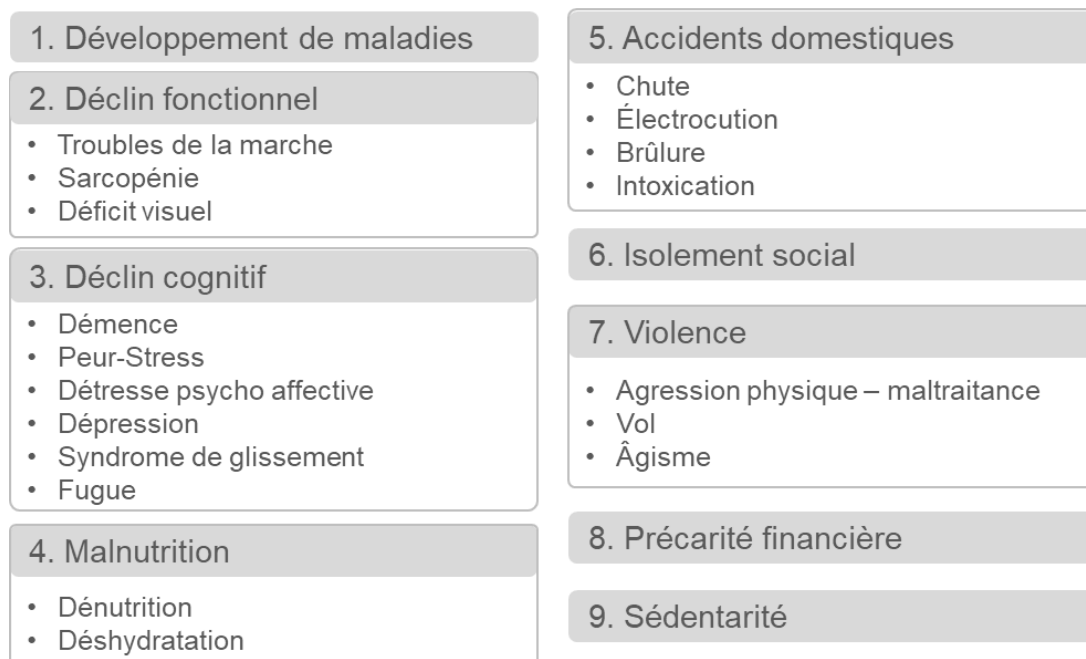 1. Développement de maladies
2. Déclin fonctionnel
• Troubles de la marche
• Sarcopénie
• Déficit visuel
3. Déclin cognitif
• Démence
• Peur-Stress
• Détresse psycho affective
• Dépression
• Syndrome de glissement
• Fugue
4. Malnutrition
• Dénutrition
• Déshydratation
5. Accidents domestiques
• Chute
• Électrocution
• Brûlure
• Intoxication
6. Isolement social
7. Violence
• Agression physique – maltraitance
• Vol
• Âgisme
8. Précarité financière
9. Sédentarité